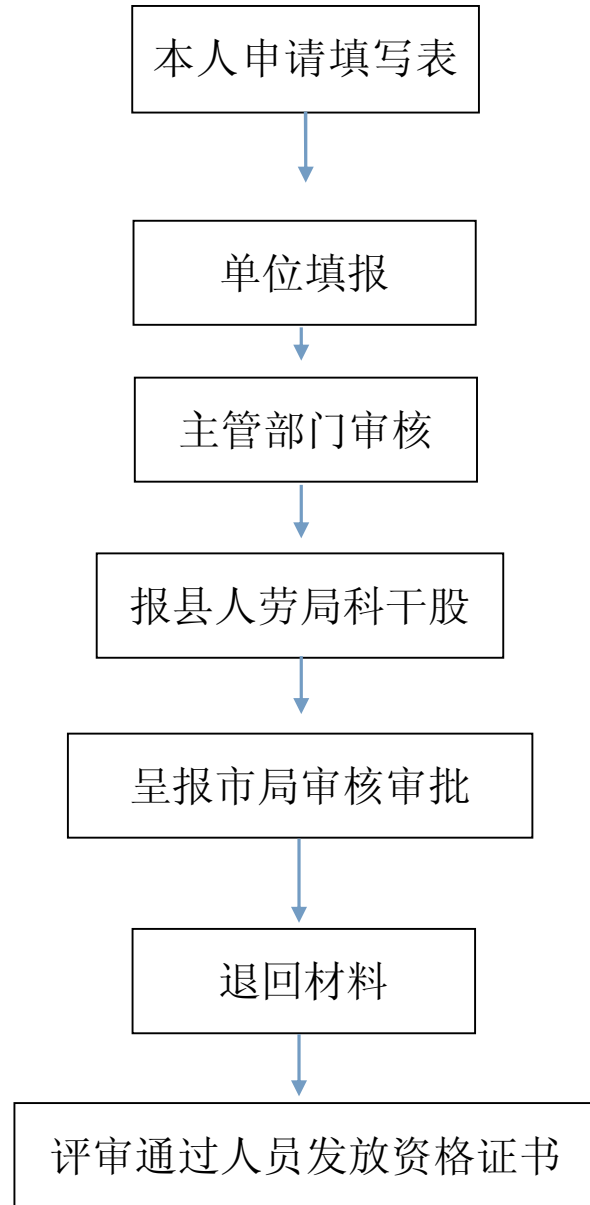 本人申请填写表
单位填报
主管部门审核
报县人劳局科干股
呈报市局审核审批
退回材料
评审通过人员发放资格证书